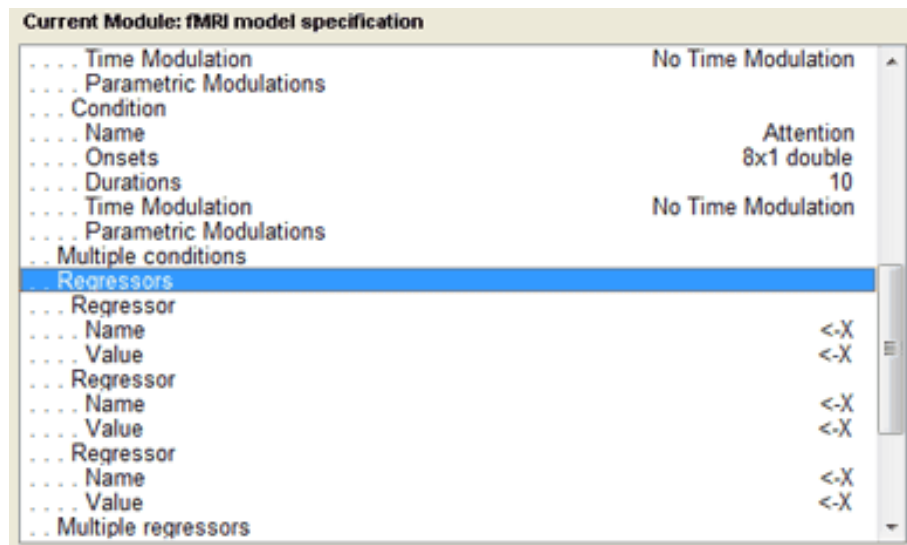 Current Module: fMRI model specification
. . . . Time Modulation No Time Modulation
. . . . Parametric Modulations
. . . Condition
. . . . Name Attention
. . . . Onsets 8x1 double
. . . . Durations 10
. . . . Time Modulation No Time Modulation
. . . . Parametric Modulations
. . Multiple conditions
. . Regressors
. . . Regressor
. . . . Name <-X
. . . . Value <-X
. . . Regressor
. . . . Name <-X
. . . . Value <-X
. . . Regressor
. . . . Name <-X
. . . . Value <-X
. . Multiple regressors